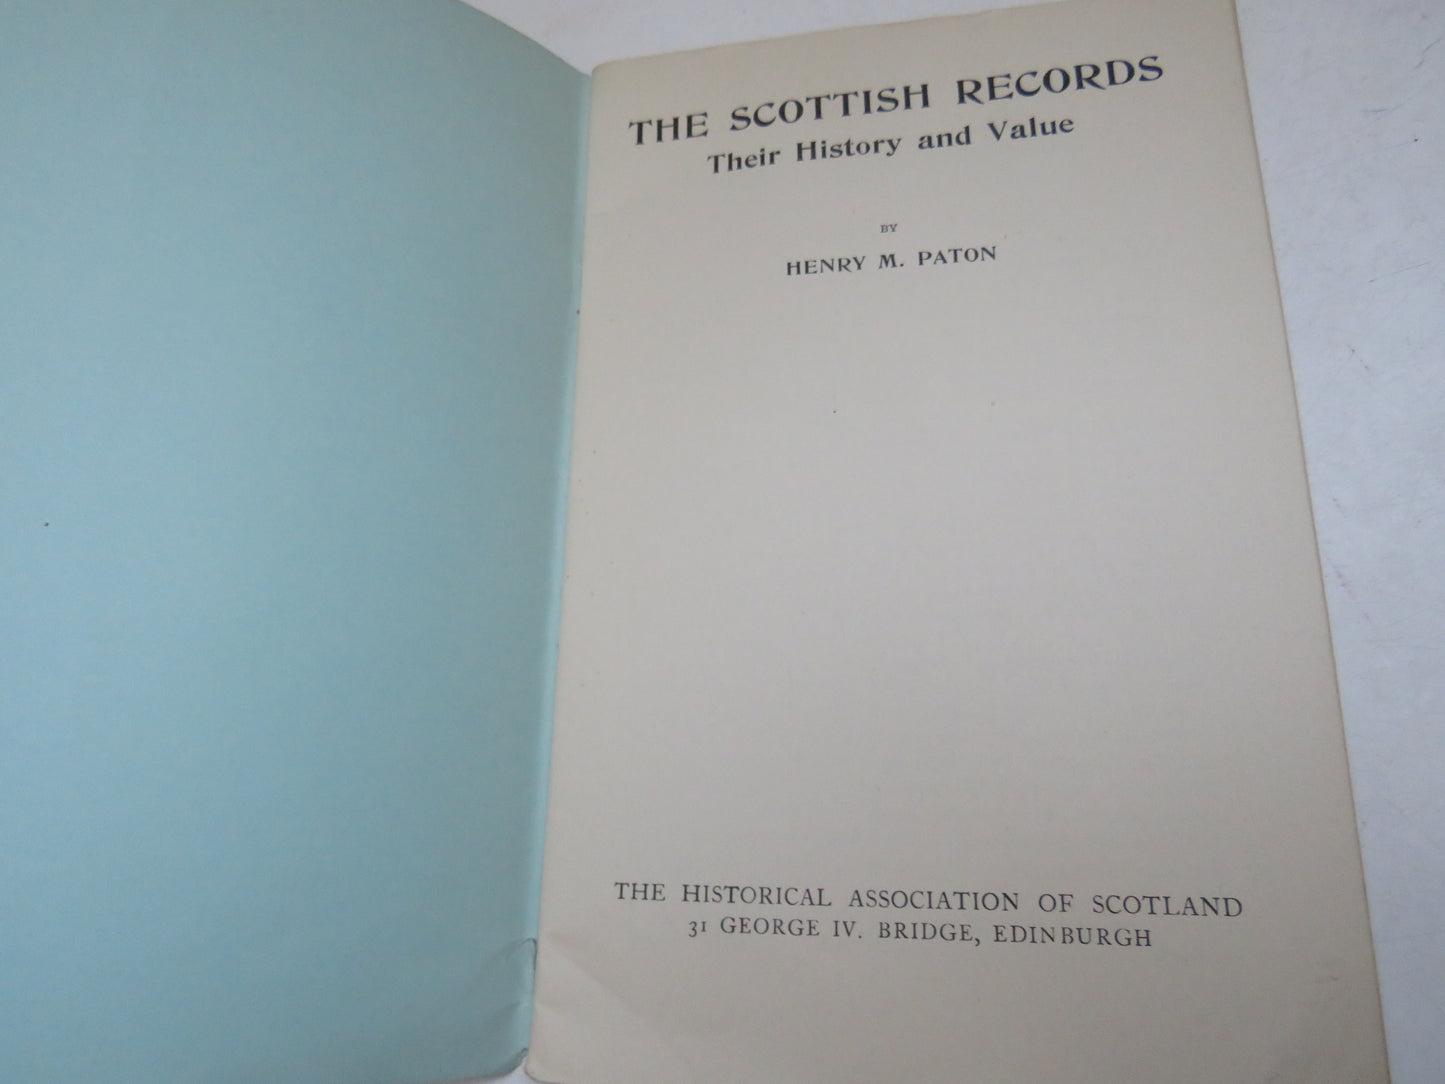 THE SCOTTISH RECORDS
Their History and Value
BY
HENRY M. PATON
THE HISTORICAL ASSOCIATION OF SCOTLAND
31 GEORGE IV. BRIDGE, EDINBURGH